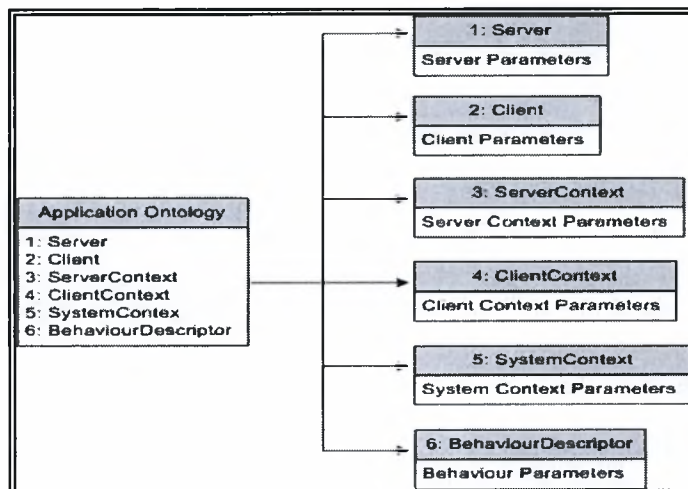 Application Ontology
1: Server
2: Client
3: ServerContext
4: ClientContext
5: SystemContex
6: BehaviourDescriptor
1: Server
Server Parameters
2: Client
Client Parameters
3: ServerContext
Server Context Parameters
4: ClientContext
Client Context Parameters
5: SystemContext
System Context Parameters
6: BehaviourDescriptor
Behaviour Parameters